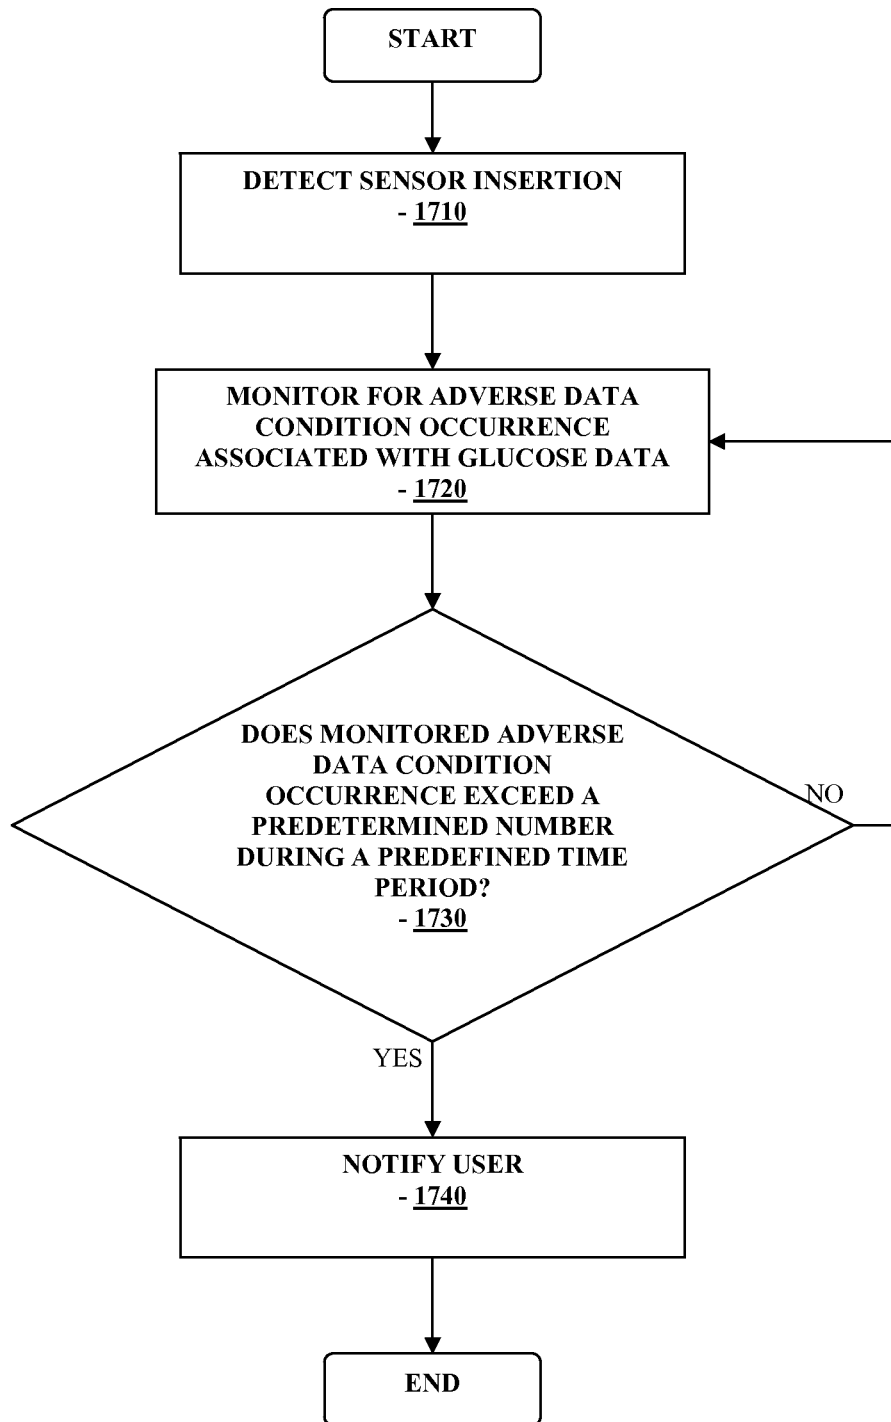 START
DETECT SENSOR INSERTION
- 1710
MONITOR FOR ADVERSE DATA
CONDITION OCCURRENCE
ASSOCIATED WITH GLUCOSE DATA
- 1720
DOES MONITORED ADVERSE
DATA CONDITION
OCCURRENCE EXCEED A
PREDETERMINED NUMBER
DURING A PREDEFINED TIME
PERIOD?
- 1730
NO
YES
NOTIFY USER
- 1740
END